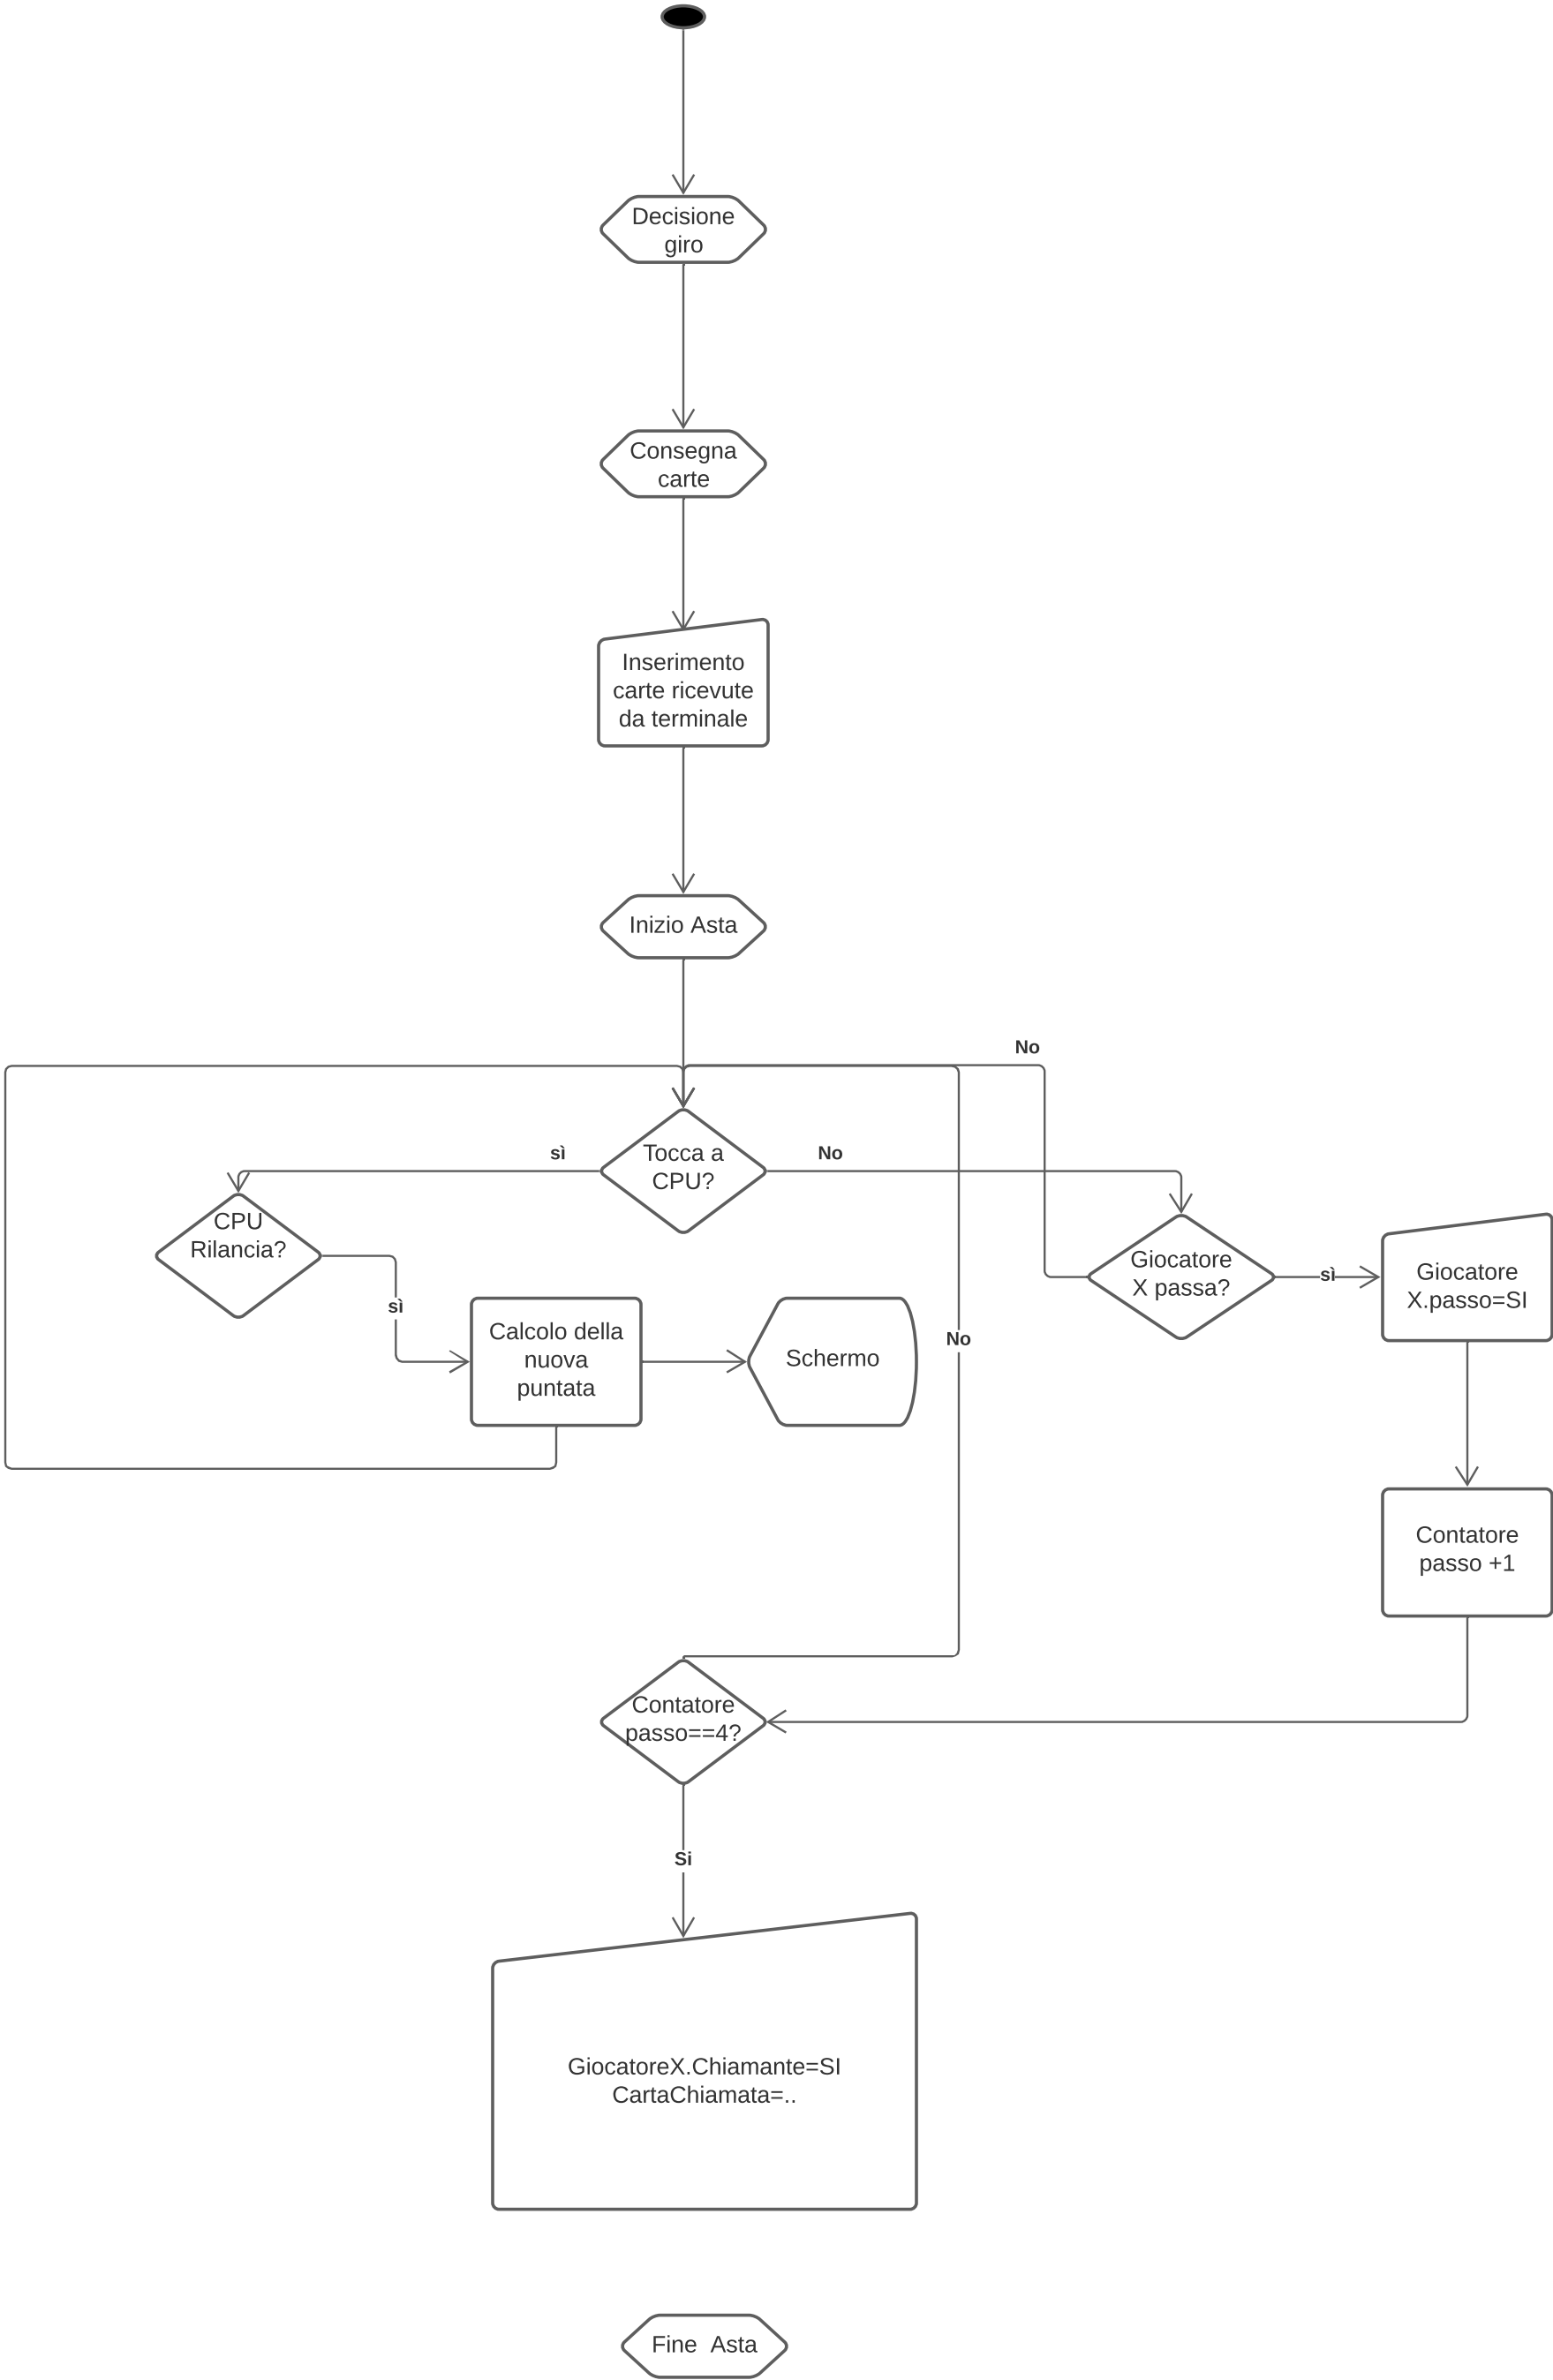 Decisione
giro
Consegna
carte
Inserimento
carte ricevute
da terminale
Inizio Asta
No
sì
Tocca a
CPU?
No
CPU
Rilancia?
sì
Calcolo della
nuova
puntata
Schermo
No
Giocatore
X passa?
sì
Giocatore
X.passo=SI
Contatore
passo +1
Contatore
passo==4?
Si
GiocatoreX.Chiamante=SI
CartaChiamata=..
Fine  Asta